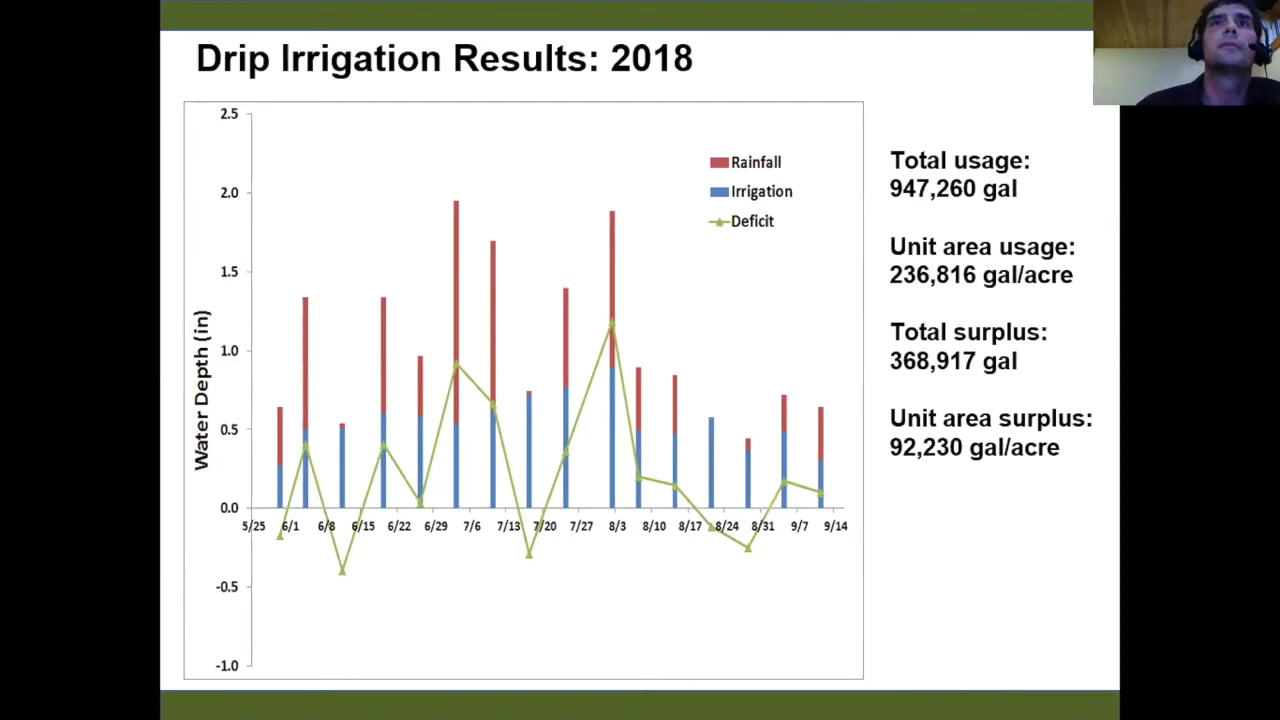 Drip Irrigation Results: 2018
2.5
2.0
1.5
1.0
0.5
0.0
-0.5
-1.0
Water Depth (in)
Rainfall
Irrigation
Deficit
5/25 6/1 6/8 6/15 6/22 6/29 7/6 7/13 7/20 7/27 8/3 8/10 8/17 8/24 8/31 9/7 9/14
Total usage:
947,260 gal
Unit area usage:
236,816 gal/acre
Total surplus:
368,917 gal
Unit area surplus:
92,230 gal/acre